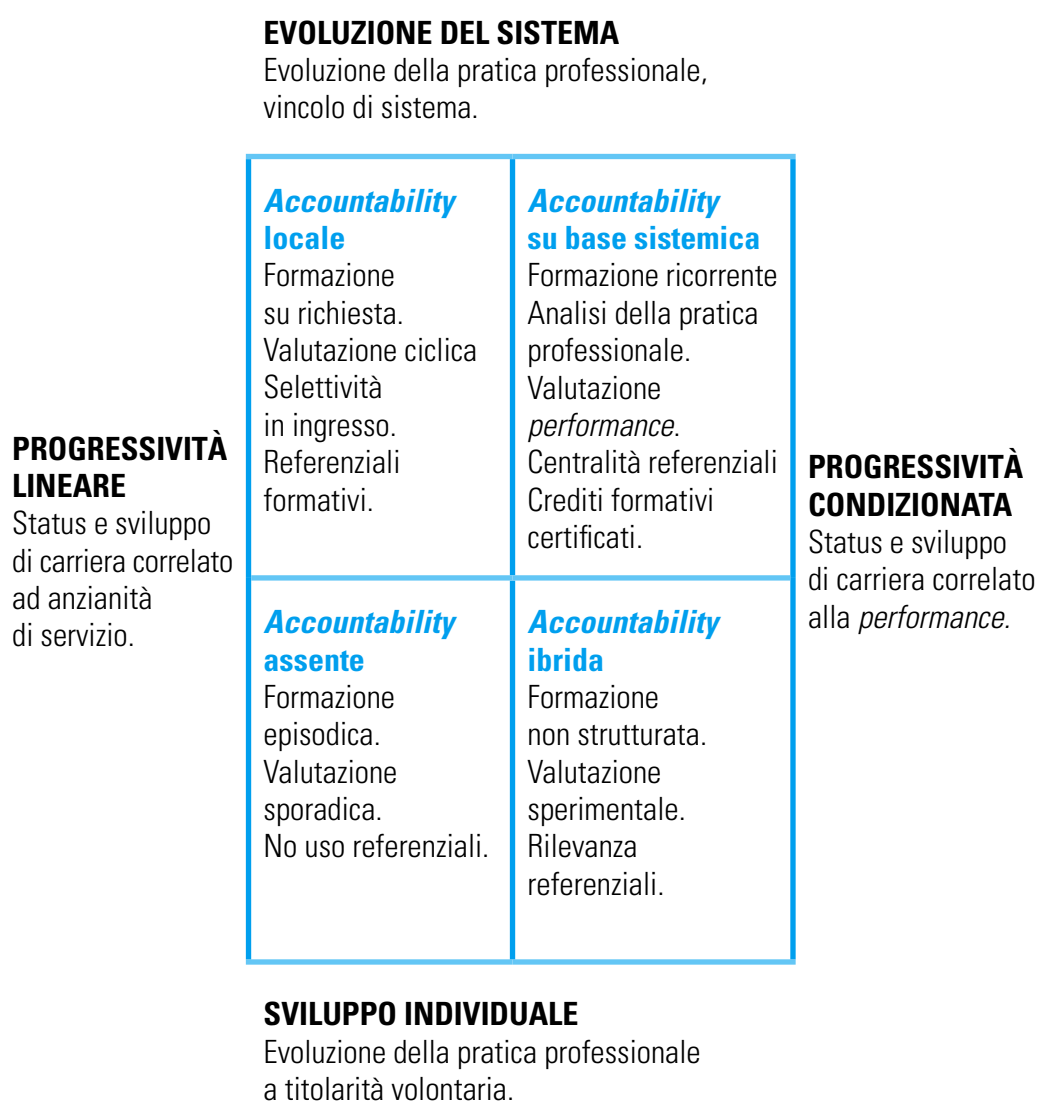 EVOLUZIONE DEL SISTEMA
Evoluzione della pratica professionale,
vincolo di sistema.
PROGRESSIVITÀ
LINEARE
Status e sviluppo
di carriera correlato
ad anzianità
di servizio.
Accountability
locale
Formazione
su richiesta.
Valutazione ciclica
Selettività
in ingresso.
Referenziali
formativi.
Accountability
su base sistemica
Formazione ricorrente
Analisi della pratica
professionale.
Valutazione
performance.
Centralità referenziali
Crediti formativi
certificati.
Accountability
assente
Formazione
episodica.
Valutazione
sporadica.
No uso referenziali.
Accountability
ibrida
Formazione
non strutturata.
Valutazione
sperimentale.
Rilevanza
referenziali.
PROGRESSIVITÀ
CONDIZIONATA
Status e sviluppo
di carriera correlato
alla performance.
SVILUPPO INDIVIDUALE
Evoluzione della pratica professionale
a titolarità volontaria.